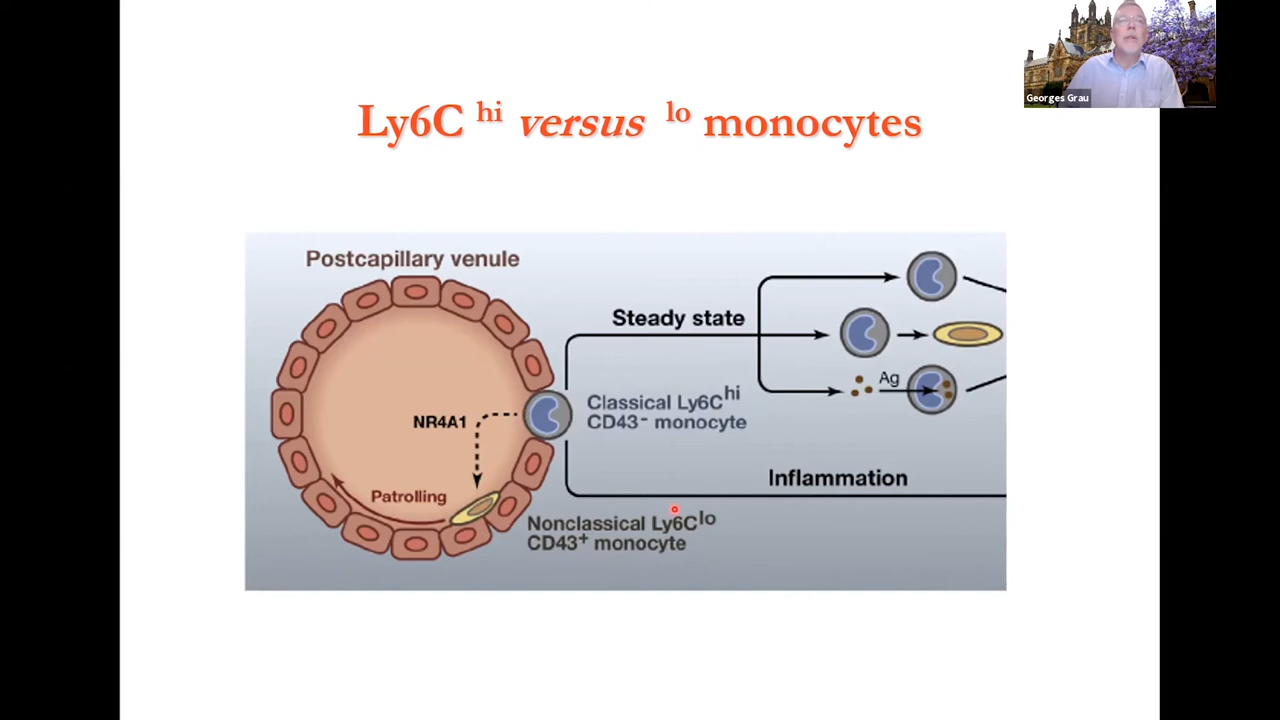 Georges Grau
Ly6C hi versus lo monocytes
Postcapillary venule
Steady state
Ag
Classical Ly6Chi
CD43- monocyte
NR4A1
Inflammation
Patrolling
Nonclassical Ly6Clo
CD43+ monocyte